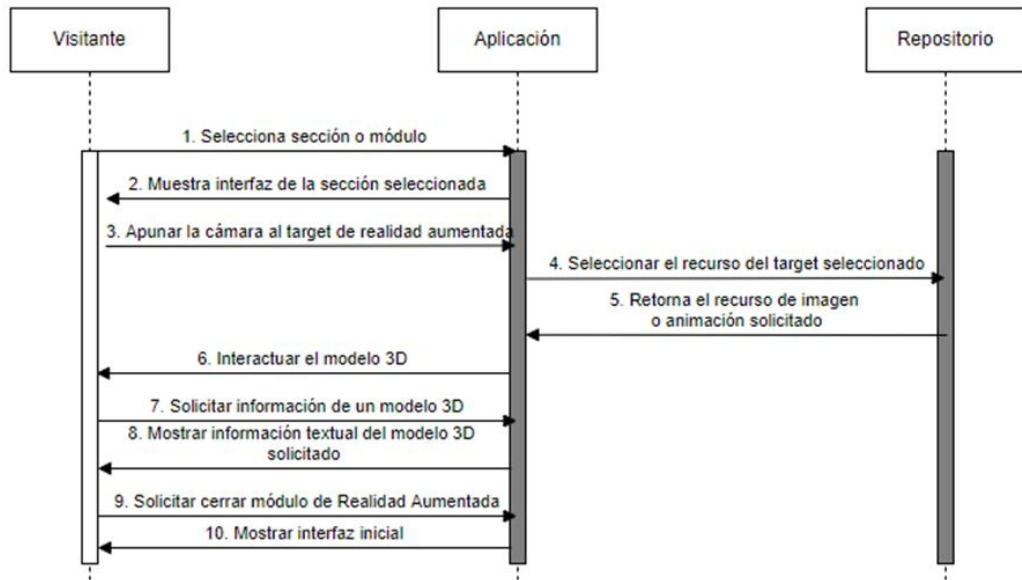 Visitante
Aplicación
Repositorio
1. Selecciona sección o módulo
2. Muestra interfaz de la sección seleccionada
3. Apunar la cámara al target de realidad aumentada
4. Seleccionar el recurso del target seleccionado
5. Retorna el recurso de imagen
o animación solicitado
6. Interactuar el modelo 3D
7. Solicitar información de un modelo 3D
8. Mostrar información textual del modelo 3D
solicitado
9. Solicitar cerrar módulo de Realidad Aumentada
10. Mostrar interfaz inicial